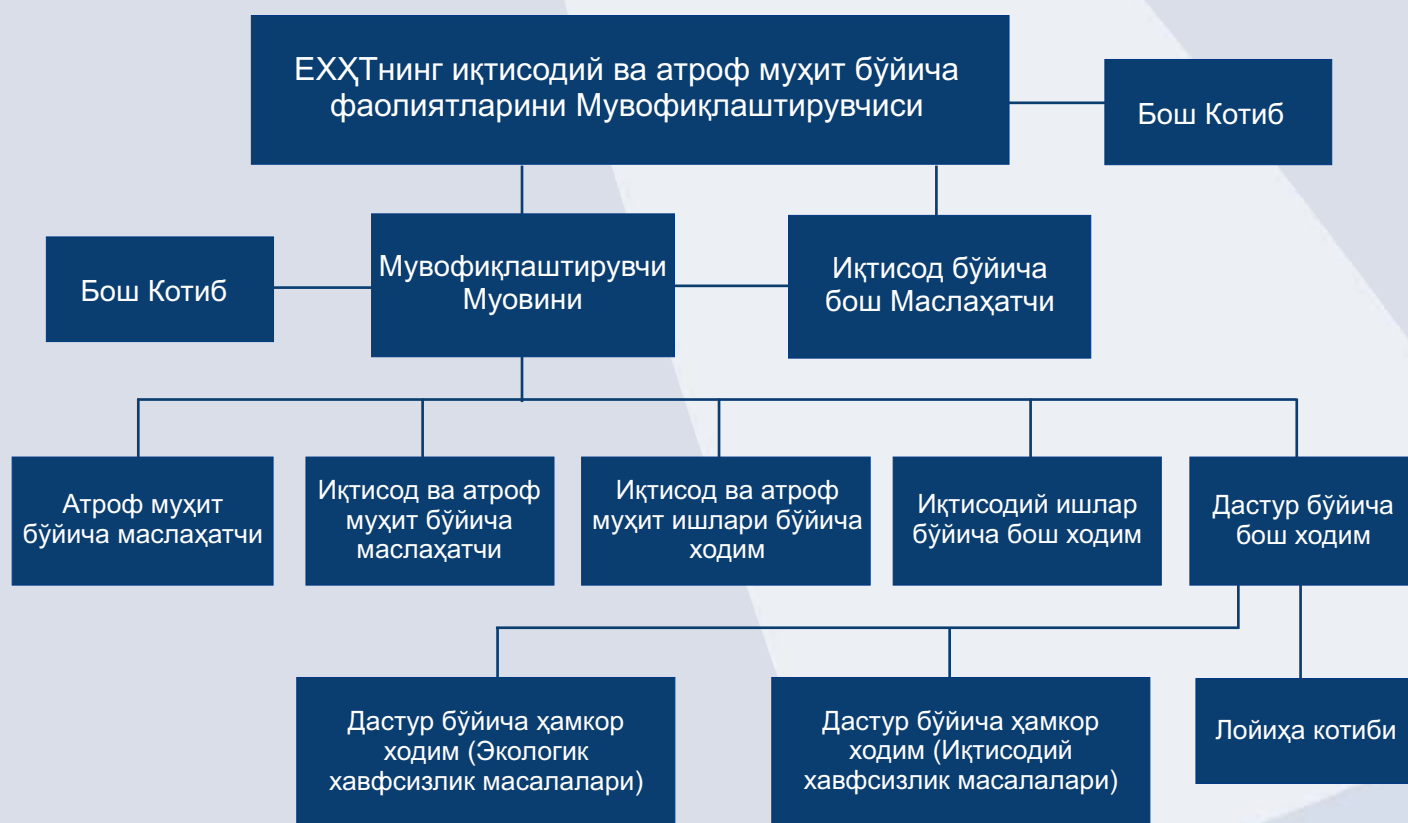 ЕХҲТнинг иқтисодий ва атроф муҳит бўйича
фаолиятларини Мувофиқлаштирувчиси
Бош Котиб
Бош Котиб
Мувофиқлаштирувчи
Муовини
Иқтисод бўйича
бош Маслаҳатчи
Атроф муҳит
бўйича маслаҳатчи
Иқтисод ва атроф
муҳит бўйича
маслаҳатчи
Иқтисод ва атроф
муҳит ишлари бўйича
ходим
Иқтисодий ишлар
бўйича бош ходим
Дастур бўйича
бош ходим
Дастур бўйича ҳамкор
ходим (Экологик
хавфсизлик масалалари)
Дастур бўйича ҳамкор
ходим (Иқтисодий
хавфсизлик масалалари)
Лойиҳа котиби